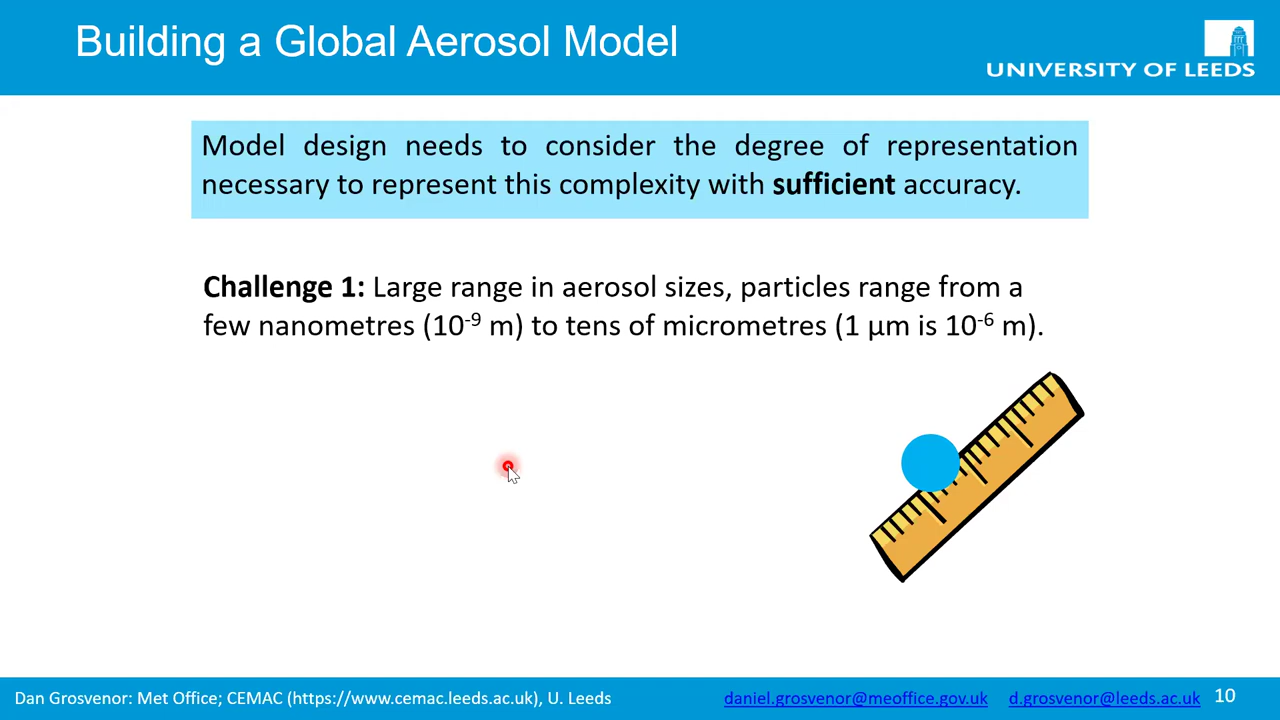 Building a Global Aerosol Model
UNIVERSITY OF LEEDS
Model design needs to consider the degree of representation
necessary to represent this complexity with sufficient accuracy.
Challenge 1: Large range in aerosol sizes, particles range from a
few nanometres (10⁻⁹ m) to tens of micrometres (1 µm is 10⁻⁶ m).
Dan Grosvenor: Met Office; CEMAC (https://www.cemac.leeds.ac.uk), U. Leeds daniel.grosvenor@meoffice.gov.uk d.grosvenor@leeds.ac.uk 10